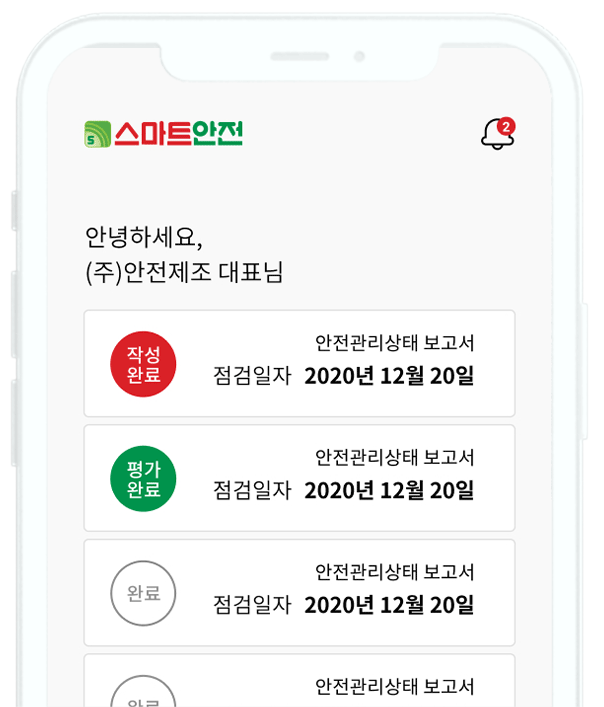 S 스마트안전
2
안녕하세요,
(주)안전제조 대표님
작성
완료
안전관리상태 보고서
점검일자 2020년 12월 20일
평가
완료
안전관리상태 보고서
점검일자 2020년 12월 20일
완료
안전관리상태 보고서
점검일자 2020년 12월 20일
완료
안전관리상태 보고서